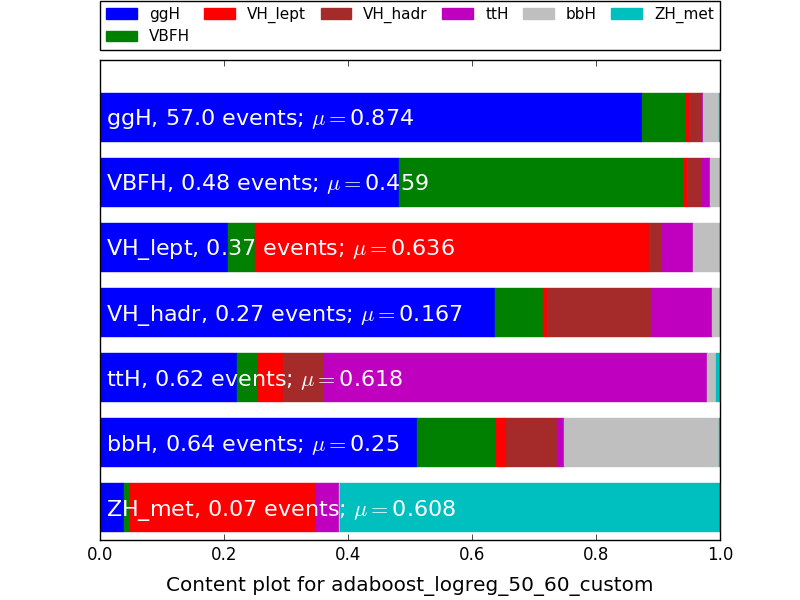 ggH VH_lept VH_hadr ttH bbH ZH_met
VBFH
ggH, 57.0 events; μ = 0.874
VBFH, 0.48 events; μ = 0.459
VH_lept, 0.37 events; μ = 0.636
VH_hadr, 0.27 events; μ = 0.167
ttH, 0.62 events; μ = 0.618
bbH, 0.64 events; μ = 0.25
ZH_met, 0.07 events; μ = 0.608
0.0 0.2 0.4 0.6 0.8 1.0
Content plot for adaboost_logreg_50_60_custom